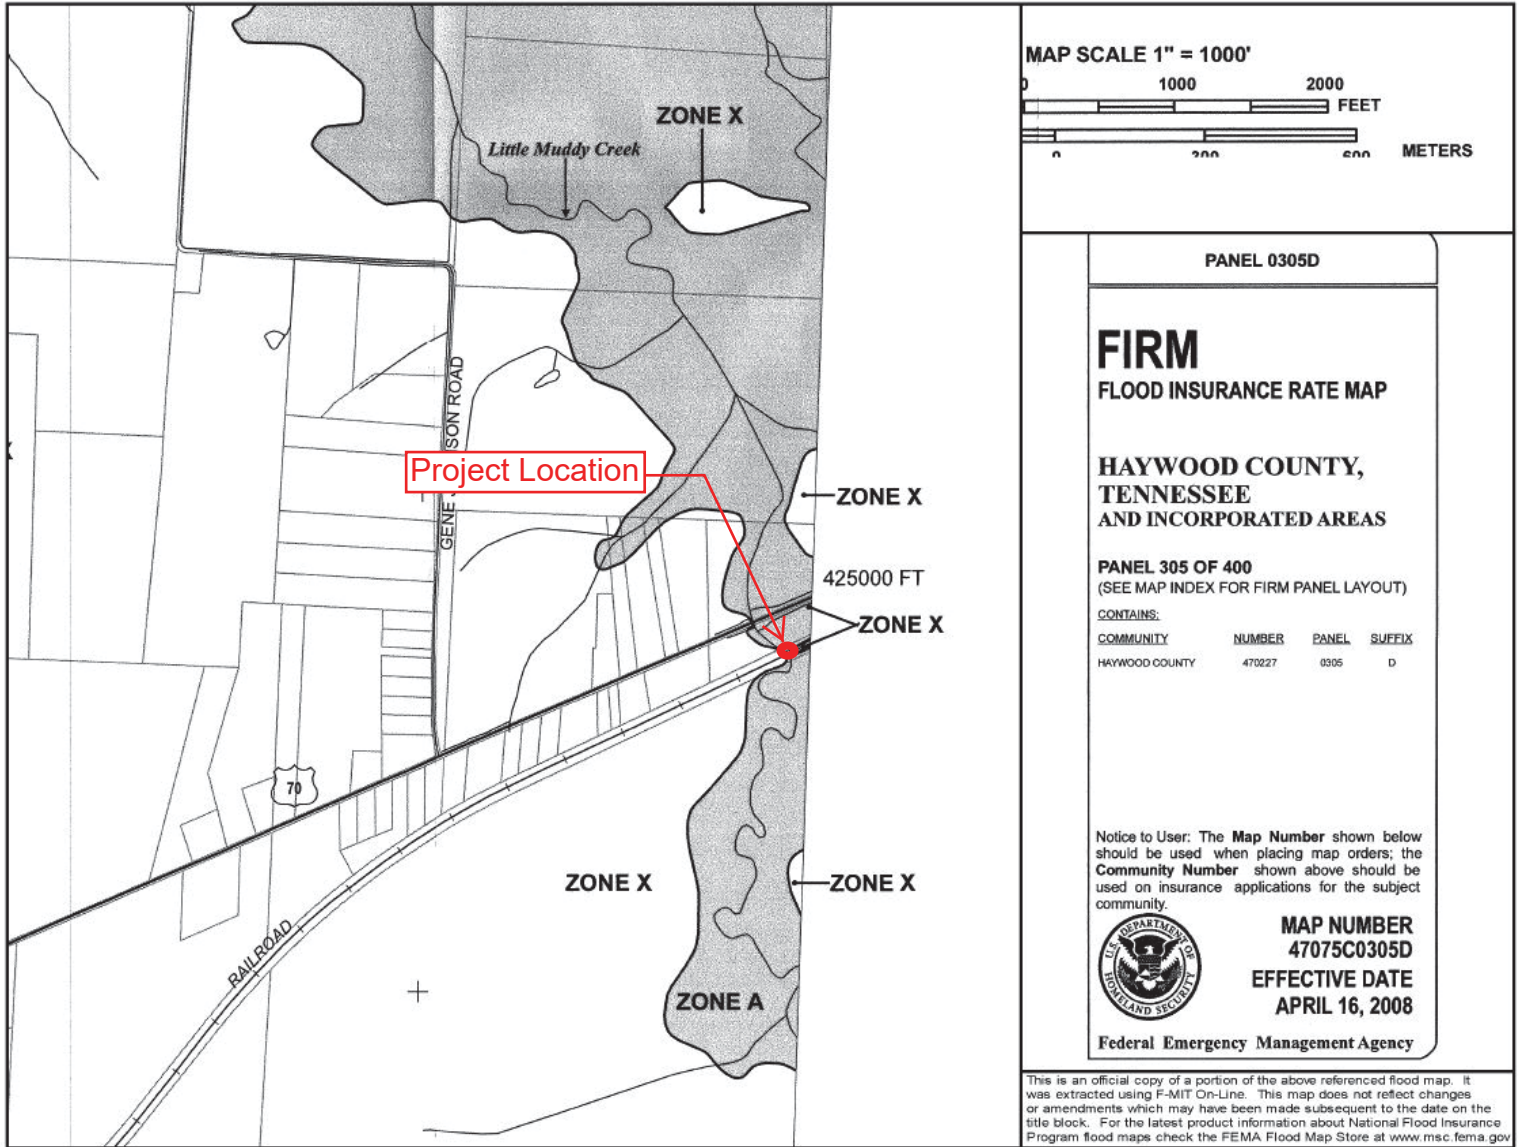 ZONE X
Little Muddy Creek
SON ROAD
Project Location
GENE
ZONE X
425000 FT
ZONE X
70
ZONE X
ZONE X
RAILROAD
ZONE A
MAP SCALE 1" = 1000'
0 1000 2000
FEET
METERS
0 300 600
PANEL 0305D
FIRM
FLOOD INSURANCE RATE MAP
HAYWOOD COUNTY,
TENNESSEE
AND INCORPORATED AREAS
PANEL 305 OF 400
(SEE MAP INDEX FOR FIRM PANEL LAYOUT)
CONTAINS:
COMMUNITY NUMBER PANEL SUFFIX
HAYWOOD COUNTY 470227 0305 D
Notice to User: The Map Number shown below
should be used when placing map orders; the
Community Number shown above should be
used on insurance applications for the subject
community.
U.S. DEPARTMENT OF HOMELAND SECURITY
MAP NUMBER
47075C0305D
EFFECTIVE DATE
APRIL 16, 2008
Federal Emergency Management Agency
This is an official copy of a portion of the above referenced flood map. It
was extracted using F-MIT On-Line. This map does not reflect changes
or amendments which may have been made subsequent to the date on the
title block. For the latest product information about National Flood Insurance
Program flood maps check the FEMA Flood Map Store at www.msc.fema.gov